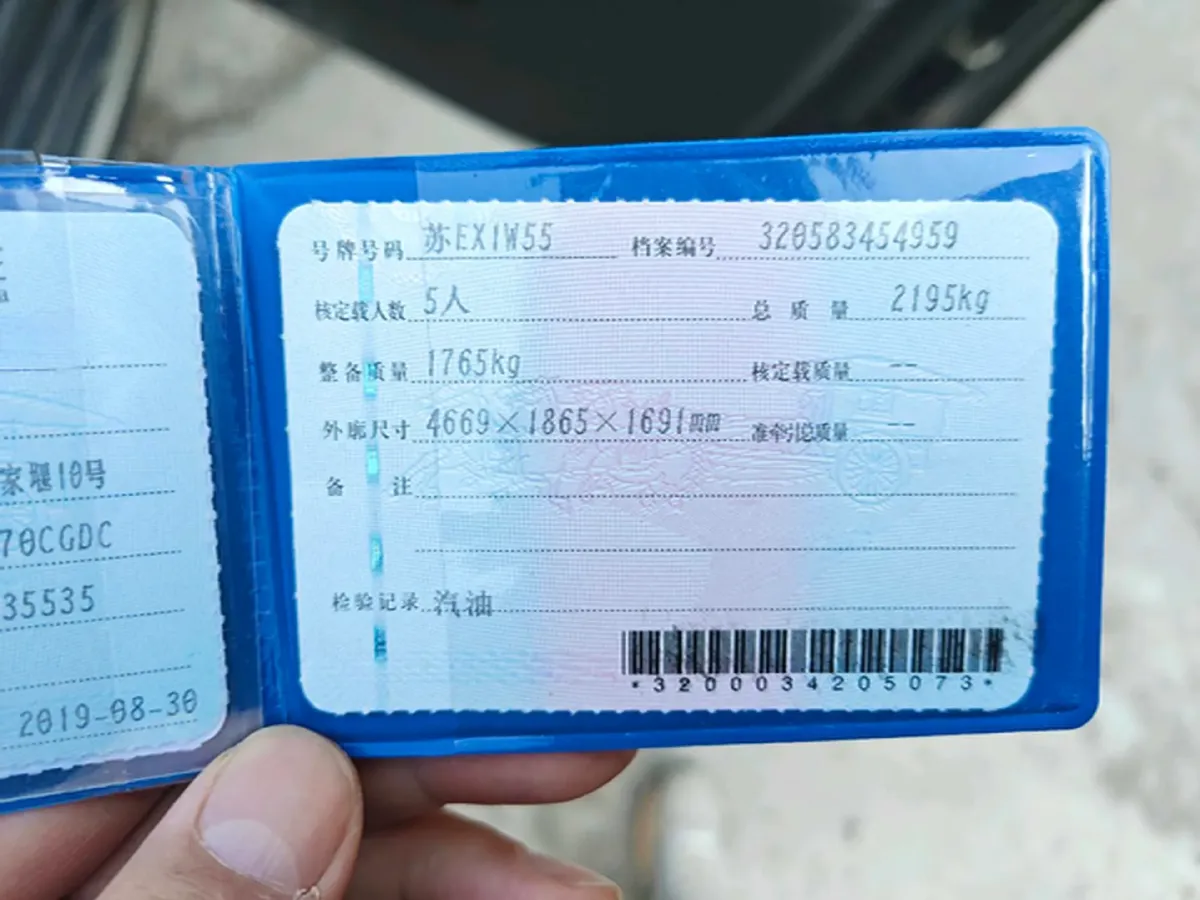 家堰10号
70CGDC
35535
2019-08-30
号牌号码 苏EX1W55 档案编号 320583454959
核定载人数 5人 总质量 2195kg
整备质量 1765kg 核定载质量 --
外廓尺寸 4669×1865×1691mm 准牵引总质量 --
备注
检验记录 汽油
*3200034205073*